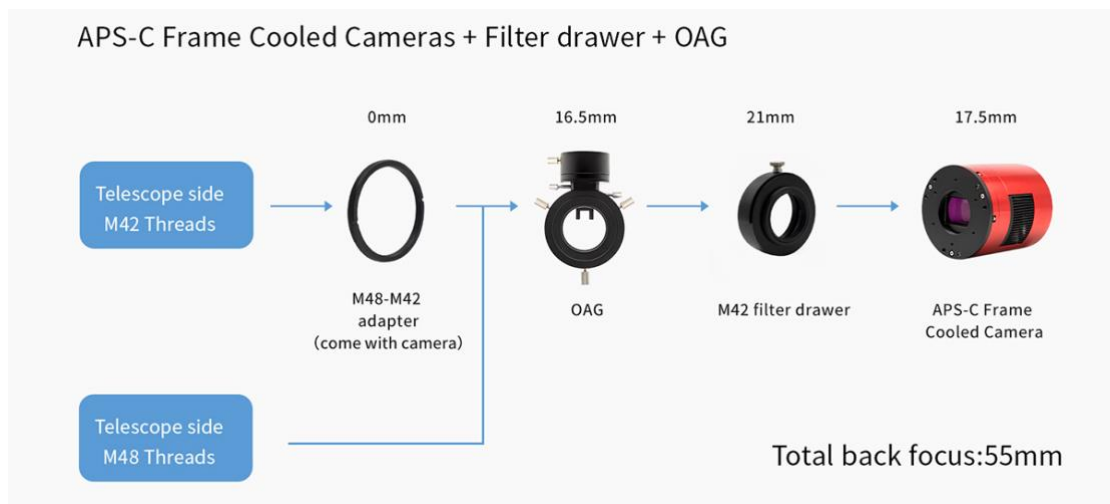 APS-C Frame Cooled Cameras + Filter drawer + OAG
0mm
16.5mm
21mm
17.5mm
Telescope side
M42 Threads
M48-M42
adapter
(come with camera)
OAG
M42 filter drawer
APS-C Frame
Cooled Camera
Telescope side
M48 Threads
Total back focus:55mm